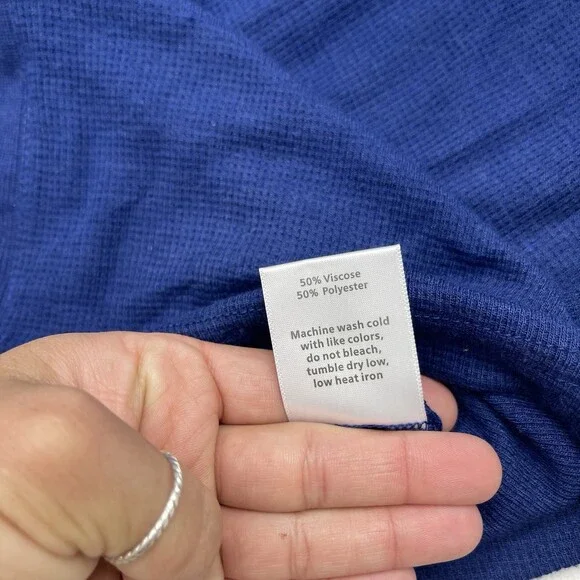 50% Viscose
50% Polyester
Machine wash cold
with like colors,
do not bleach,
tumble dry low,
low heat iron